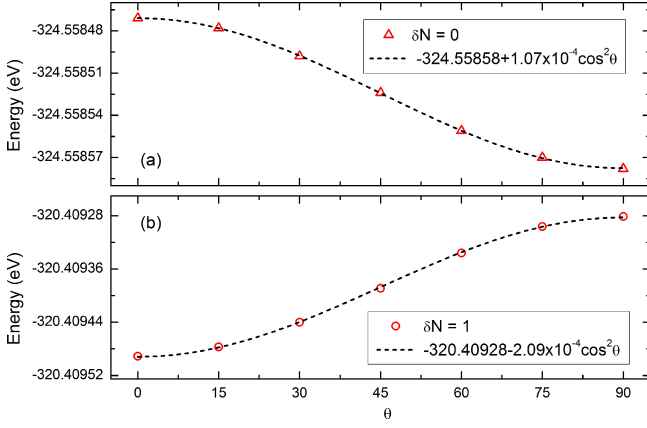 -324.55848
-324.55851
-324.55854
-324.55857
Energy (eV)
(a)
δN = 0
-324.55858+1.07x10⁻⁴cos²θ
-320.40928
-320.40936
-320.40944
-320.40952
Energy (eV)
(b)
δN = 1
-320.40928-2.09x10⁻⁴cos²θ
0 15 30 45 60 75 90
θ